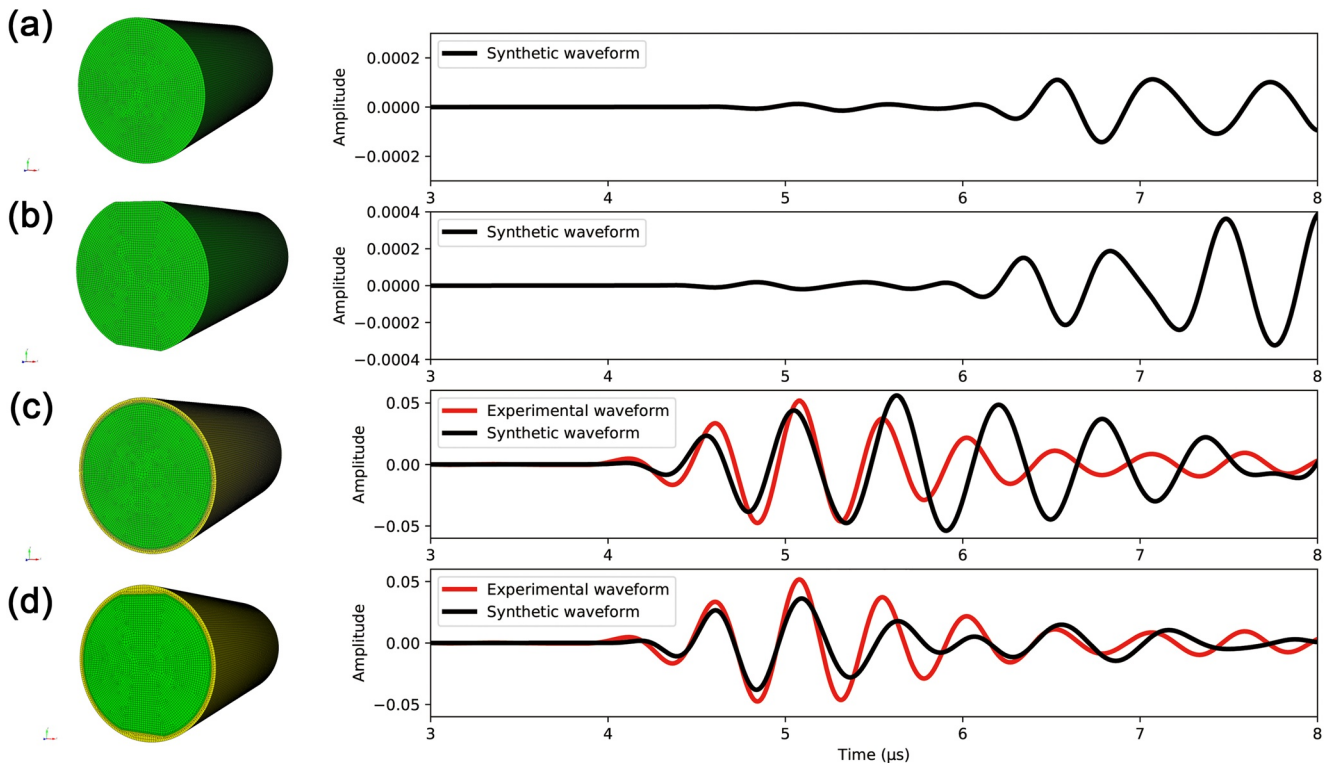 (a)
Synthetic waveform
Amplitude
0.0002
0.0000
−0.0002
3 4 5 6 7 8
(b)
Synthetic waveform
Amplitude
0.0004
0.0002
0.0000
−0.0002
−0.0004
3 4 5 6 7 8
(c)
Experimental waveform
Synthetic waveform
Amplitude
0.05
0.00
−0.05
3 4 5 6 7 8
(d)
Experimental waveform
Synthetic waveform
Amplitude
0.05
0.00
−0.05
3 4 5 6 7 8
Time (μs)